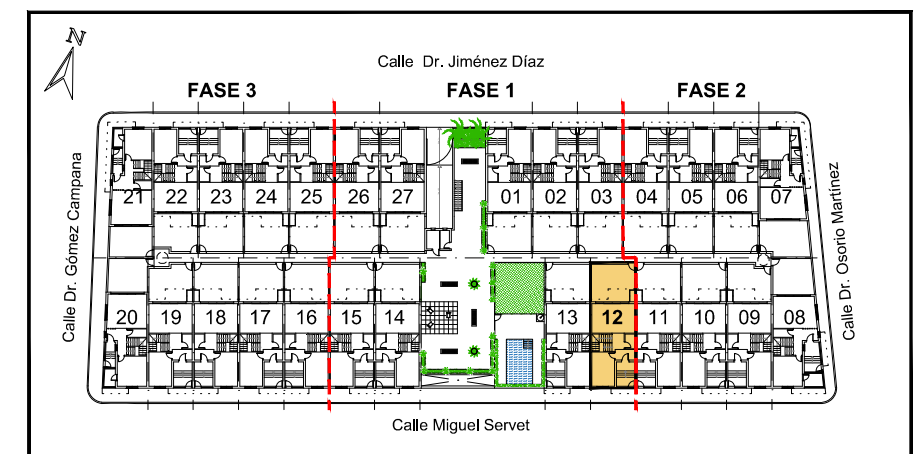 N
Calle Dr. Jiménez Díaz
FASE 3 FASE 1 FASE 2
21 22 23 24 25 26 27 01 02 03 04 05 06 07
Calle Dr. Gómez Campana
Calle Dr. Osorio Martínez
20 19 18 17 16 15 14 13 12 11 10 09 08
Calle Miguel Servet